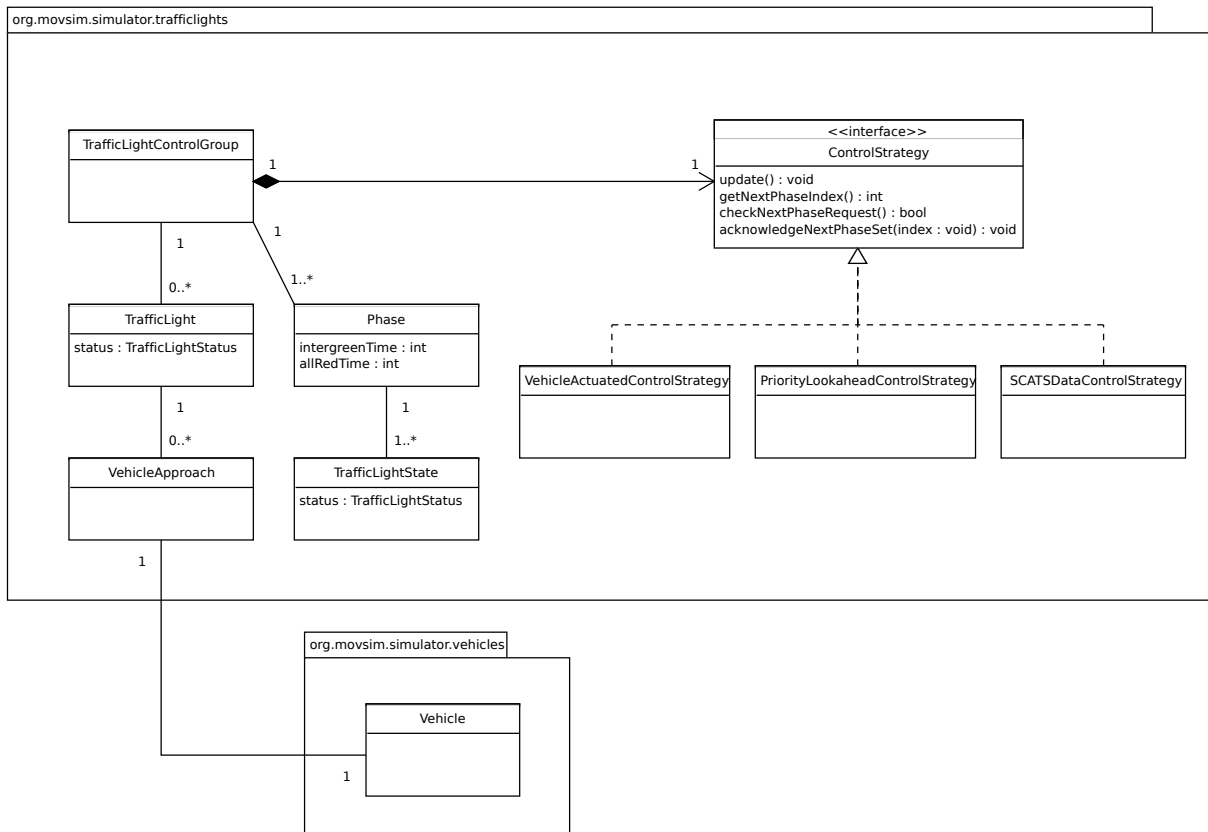 org.movsim.simulator.trafficlights
TrafficLightControlGroup
1
1
<<interface>>
ControlStrategy
update() : void
getNextPhaseIndex() : int
checkNextPhaseRequest() : bool
acknowledgeNextPhaseSet(index : void) : void
1
1
0..*
1..*
TrafficLight
status : TrafficLightStatus
Phase
intergreenTime : int
allRedTime : int
VehicleActuatedControlStrategy
PriorityLookaheadControlStrategy
SCATSDataControlStrategy
1
1
0..*
1..*
VehicleApproach
TrafficLightState
status : TrafficLightStatus
1
org.movsim.simulator.vehicles
Vehicle
1